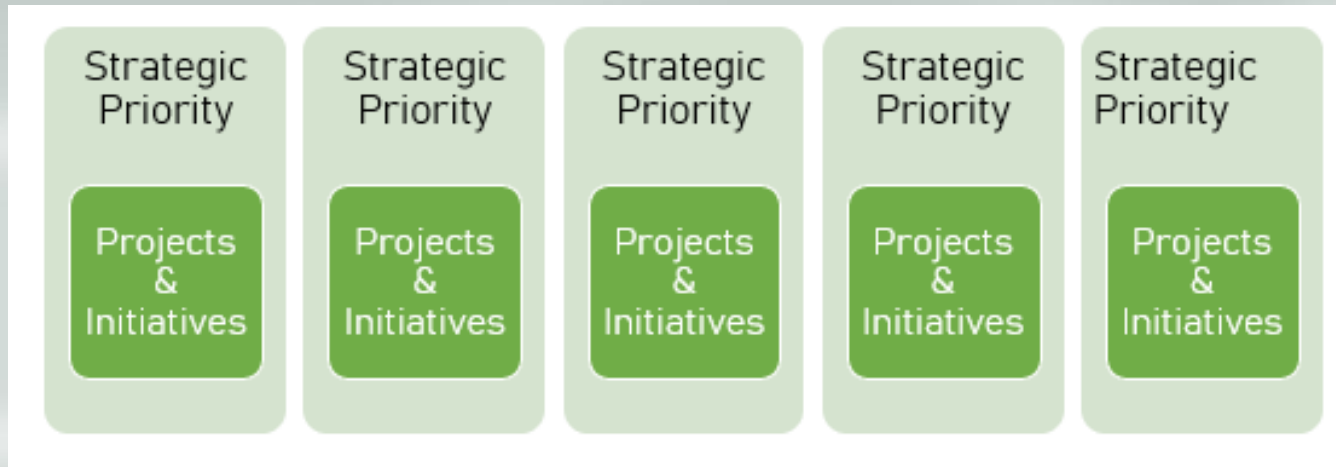 Strategic
Priority
Projects
&
Initiatives
Strategic
Priority
Projects
&
Initiatives
Strategic
Priority
Projects
&
Initiatives
Strategic
Priority
Projects
&
Initiatives
Strategic
Priority
Projects
&
Initiatives